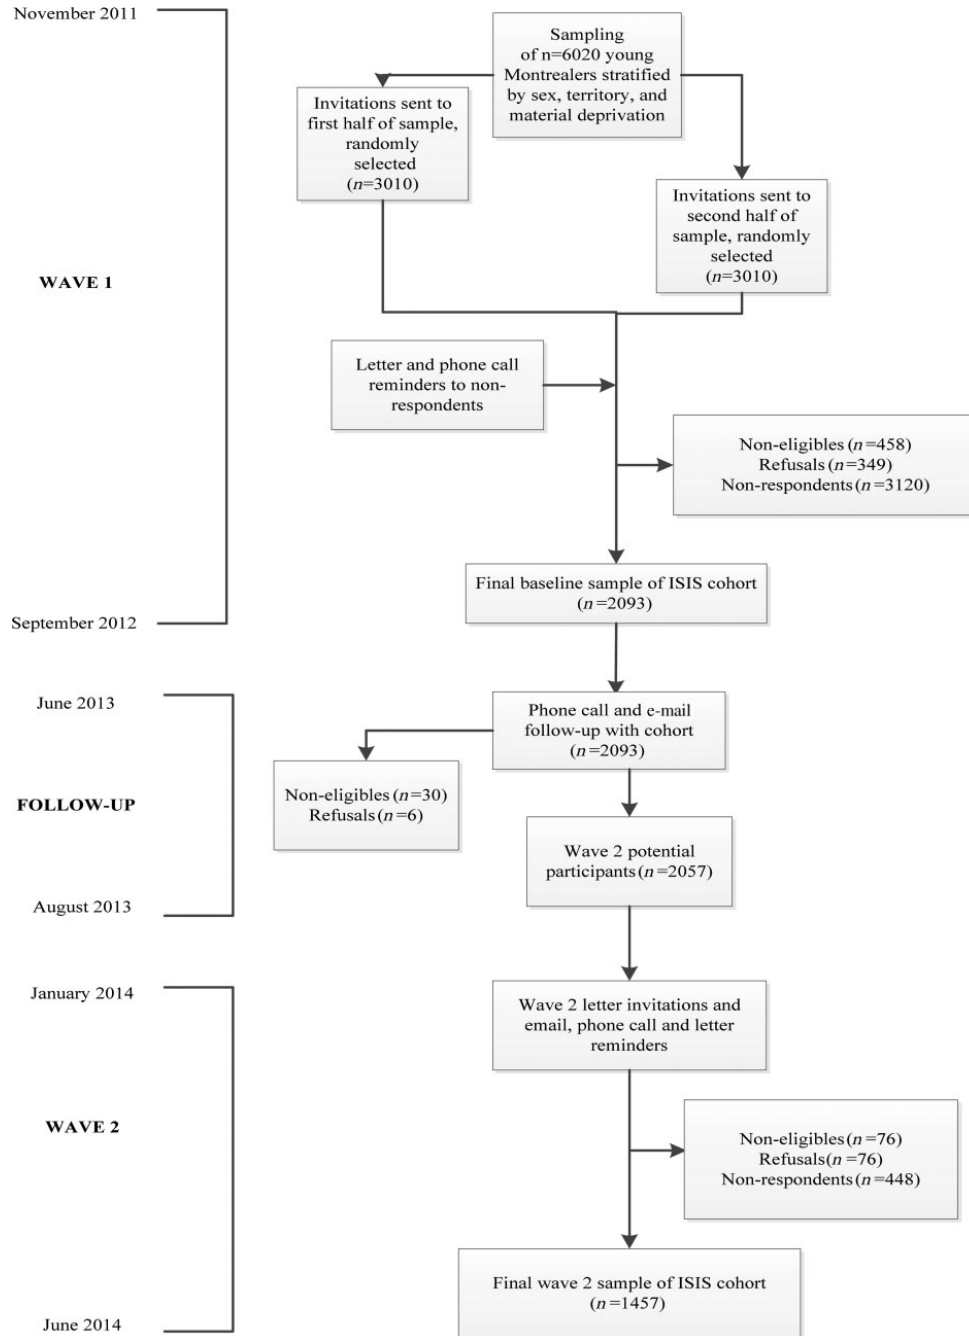 November 2011
Sampling
of n=6020 young
Montrealers stratified
by sex, territory, and
material deprivation
Invitations sent to
first half of sample,
randomly
selected
(n=3010)
Invitations sent to
second half of
sample, randomly
selected
(n=3010)
WAVE 1
Letter and phone call
reminders to non-
respondents
Non-eligibles (n=458)
Refusals (n=349)
Non-respondents (n=3120)
Final baseline sample of ISIS cohort
(n=2093)
September 2012
June 2013
Phone call and e-mail
follow-up with cohort
(n=2093)
FOLLOW-UP
Non-eligibles (n=30)
Refusals (n=6)
Wave 2 potential
participants (n=2057)
August 2013
January 2014
Wave 2 letter invitations and
email, phone call and letter
reminders
WAVE 2
Non-eligibles (n=76)
Refusals (n=76)
Non-respondents (n=448)
Final wave 2 sample of ISIS cohort
(n=1457)
June 2014